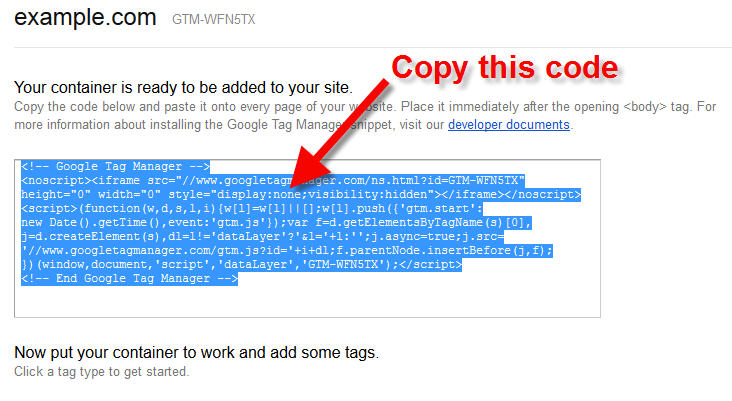 example.com GTM-WFN5TX
Copy this code
Your container is ready to be added to your site.
Copy the code below and paste it onto every page of your website. Place it immediately after the opening <body> tag. For
more information about installing the Google Tag Manager snippet, visit our developer documents.
<!-- Google Tag Manager -->
<noscript><iframe src="//www.googletagmanager.com/ns.html?id=GTM-WFN5TX"
height="0" width="0" style="display:none;visibility:hidden"></iframe></noscript>
<script>(function(w,d,s,l,i){w[l]=w[l]||[];w[l].push({'gtm.start':
new Date().getTime(),event:'gtm.js'});var f=d.getElementsByTagName(s)[0],
j=d.createElement(s),dl=l!='dataLayer'?'&l='+l:'';j.async=true;j.src=
'//www.googletagmanager.com/gtm.js?id='+i+dl;f.parentNode.insertBefore(j,f);
})(window,document,'script','dataLayer','GTM-WFN5TX');</script>
<!-- End Google Tag Manager -->
Now put your container to work and add some tags.
Click a tag type to get started.